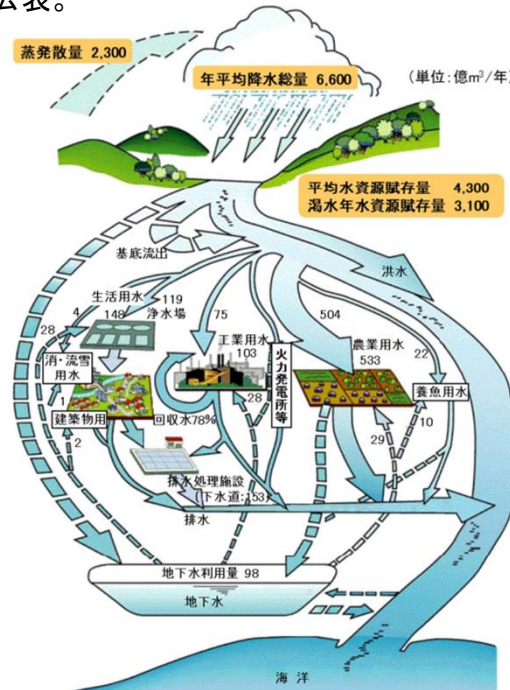 公表。
蒸発散量 2,300
年平均降水総量 6,600
(単位:億m³/年)
平均水資源賦存量 4,300
渇水年水資源賦存量 3,100
基底流出
洪水
生活用水
119
148
浄水場
4
28
75
504
工業用水
103
農業用水
533
22
消・流雪
用水
火力発電所等
養魚用水
1
建築物用
回収水78%
28
10
2
29
排水処理施設
(下水道:153)
排水
地下水利用量 98
地下水
海 洋